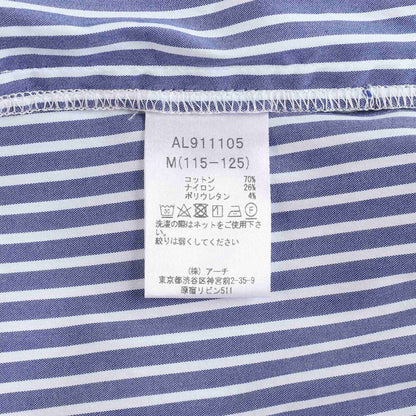 AL911105
M(115-125)
コットン 70%
ナイロン 26%
ポリウレタン 4%
洗濯の際はネットをご使用下さい。
絞りは弱くしてください。
(株) アーチ
東京都渋谷区神宮前2-35-9
原宿リビン511